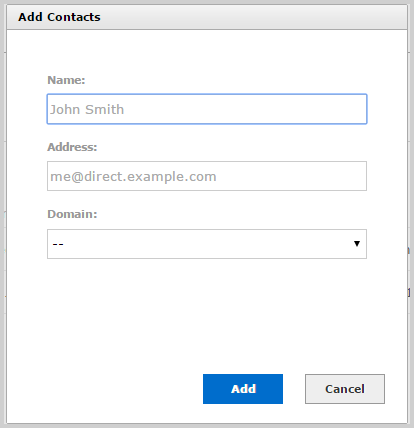 Add Contacts
Name:
John Smith
Address:
me@direct.example.com
Domain:
--
Add Cancel